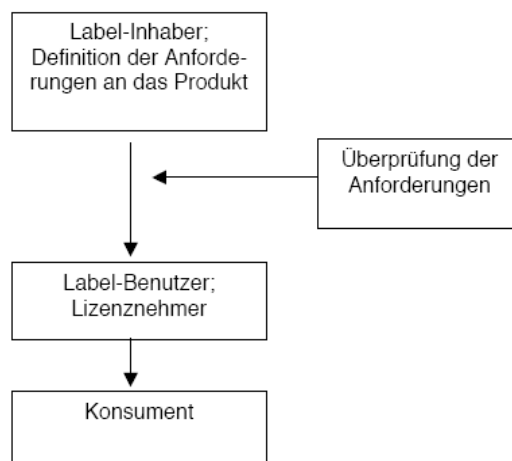 Label-Inhaber;
Definition der Anforde-
rungen an das Produkt
Überprüfung der
Anforderungen
Label-Benutzer;
Lizenznehmer
Konsument